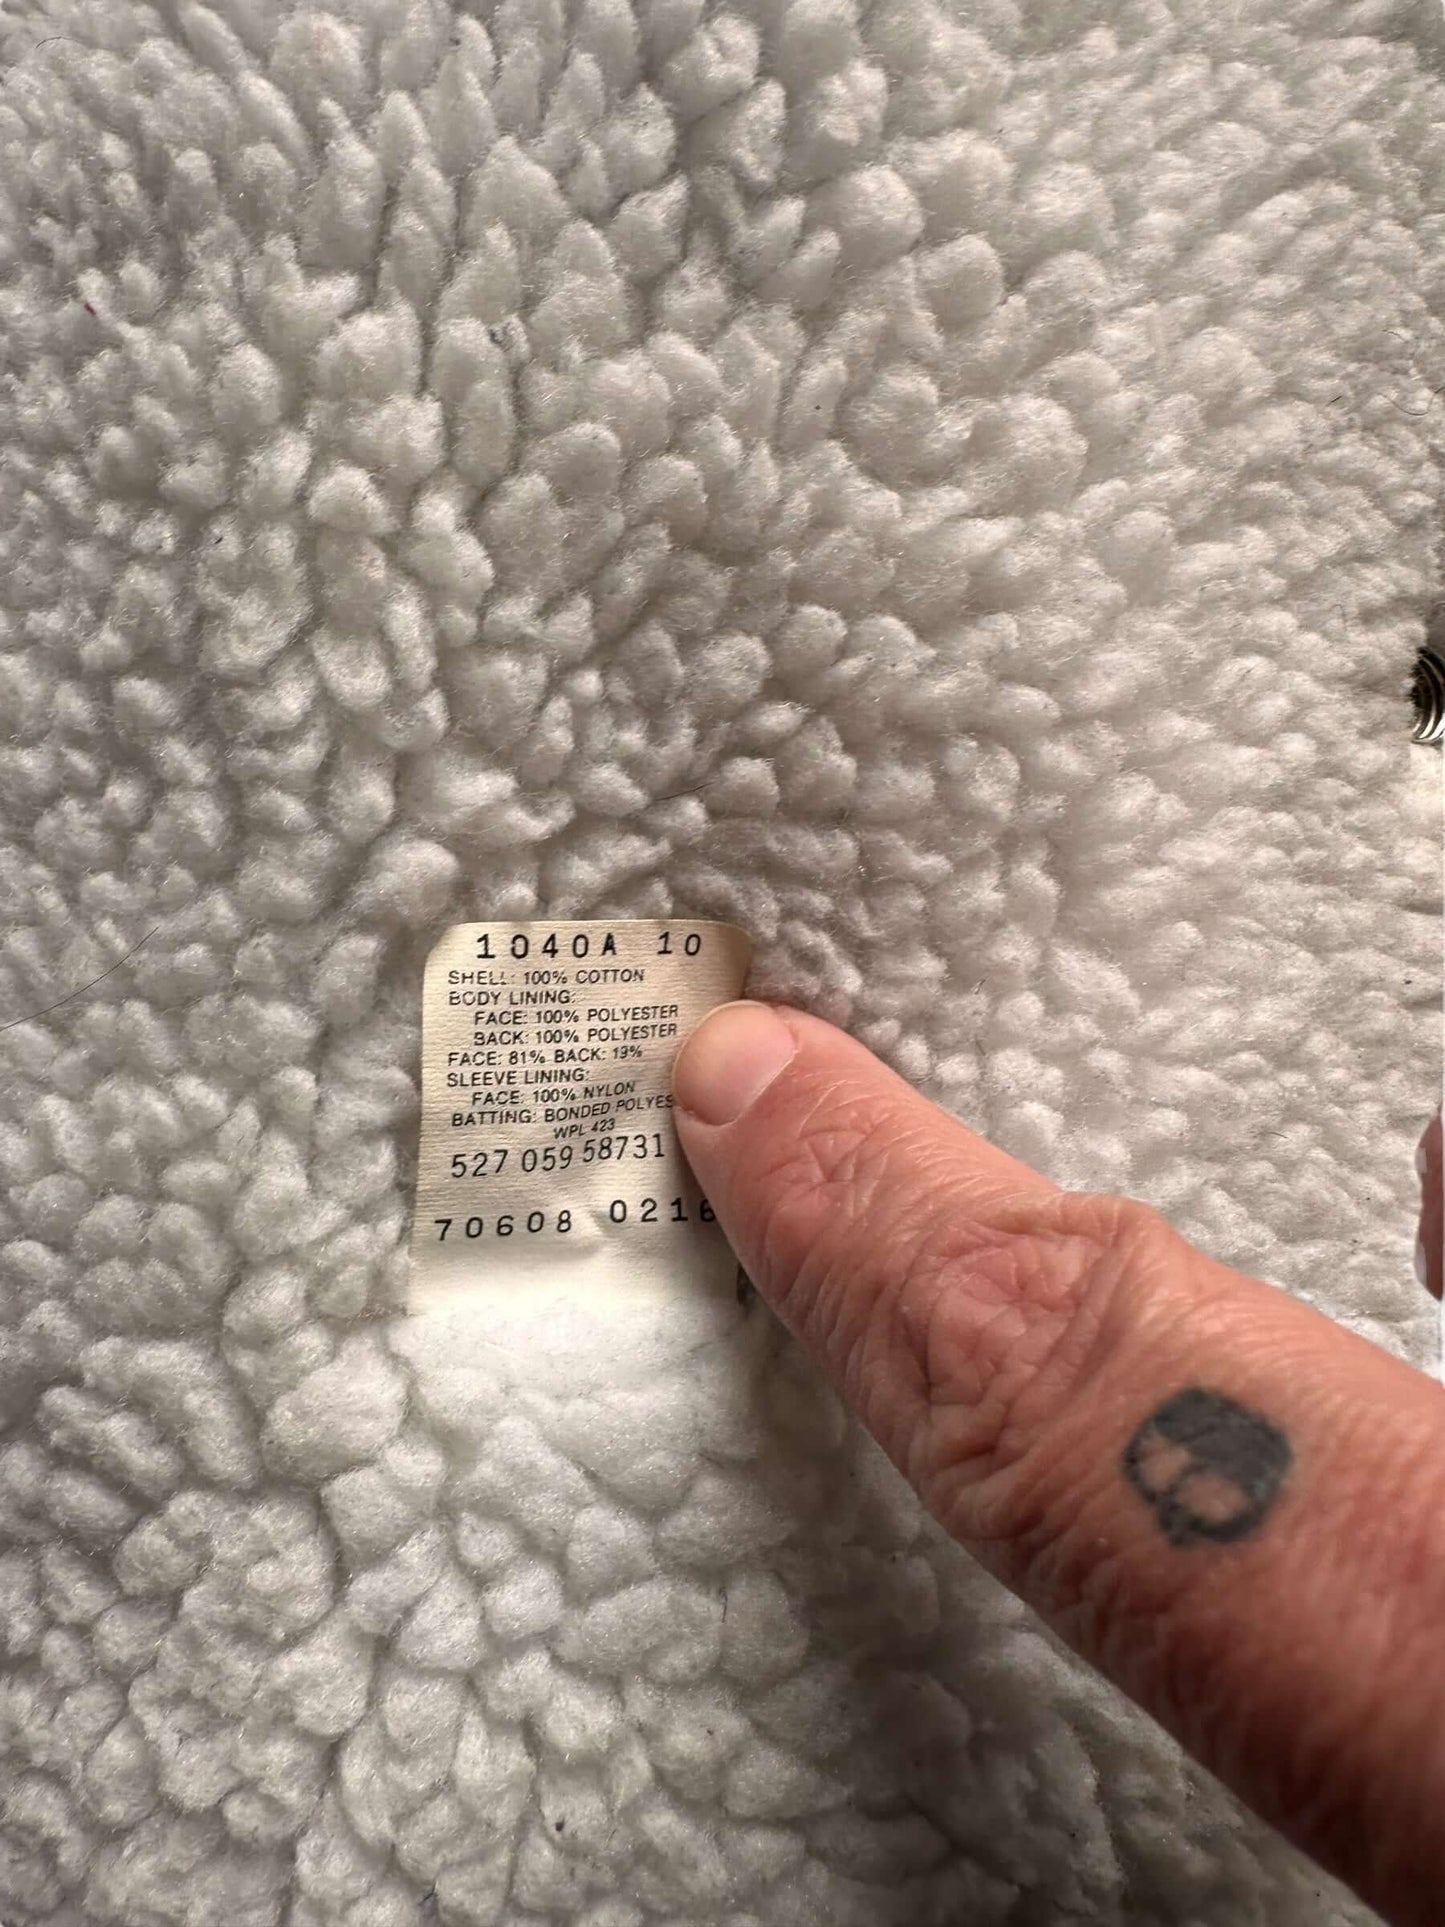 1040A 10
SHELL: 100% COTTON
BODY LINING:
FACE: 100% POLYESTER
BACK: 100% POLYESTER
FACE: 81% BACK: 19%
SLEEVE LINING:
FACE: 100% NYLON
BATTING: BONDED POLYES
WPL 423
527 059 58731
70608 0216